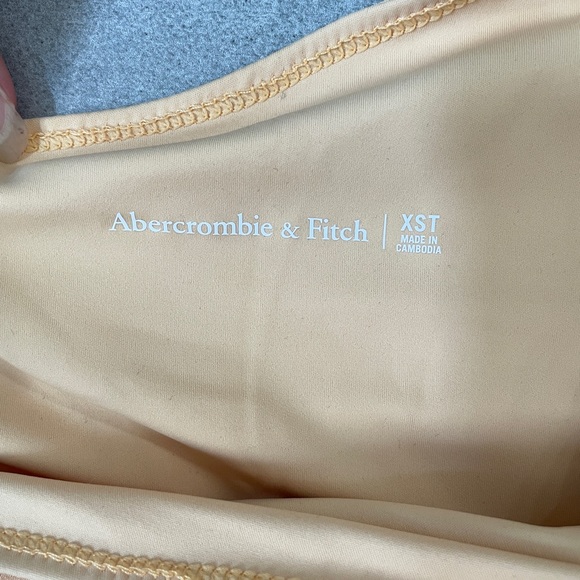 Abercrombie & Fitch | XST
MADE IN
CAMBODIA